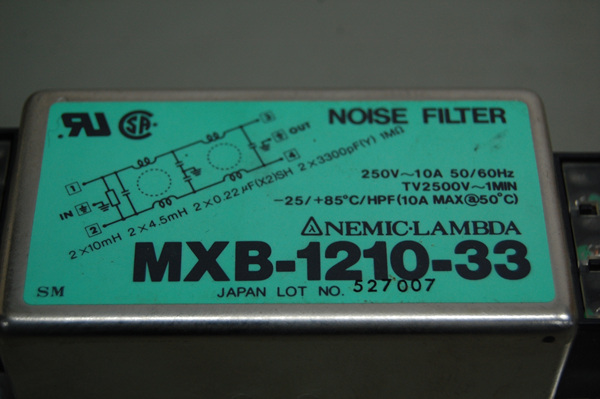 NOISE FILTER
3
OUT
4
1
IN
2
2×10mH 2×4.5mH 2×0.22μF(X2)SH 2×3300pF(Y) 1MΩ
250V~10A 50/60Hz
TV2500V~1MIN
-25/+85°C/HPF(10A MAX@50°C)
NEMIC·LAMBDA
MXB-1210-33
JAPAN LOT NO. 527007
SM